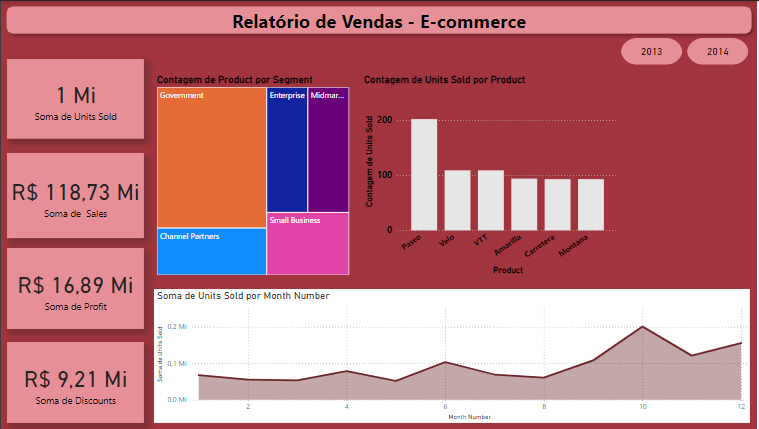 Relatório de Vendas - E-commerce
2013
2014
1 Mi
Soma de Units Sold
R$ 118,73 Mi
Soma de Sales
R$ 16,89 Mi
Soma de Profit
R$ 9,21 Mi
Soma de Discounts
Contagem de Product por Segment
Government
Enterprise
Midmar...
Channel Partners
Small Business
Contagem de Units Sold por Product
Contagem de Units Sold
200
100
0
Paseo
Velo
VTT
Amarilla
Carretera
Montana
Product
Soma de Units Sold por Month Number
Soma de Units Sold
0,2 Mi
0,1 Mi
0,0 Mi
2
4
6
8
10
12
Month Number